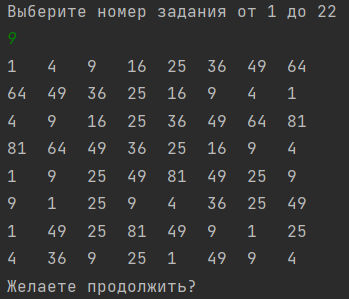 Выберите номер задания от 1 до 22
9
1 4 9 16 25 36 49 64
64 49 36 25 16 9 4 1
4 9 16 25 36 49 64 81
81 64 49 36 25 16 9 4
1 9 25 49 81 49 25 9
9 1 25 9 4 36 25 49
1 49 25 81 49 9 1 25
4 36 9 25 1 49 9 4
Желаете продолжить?